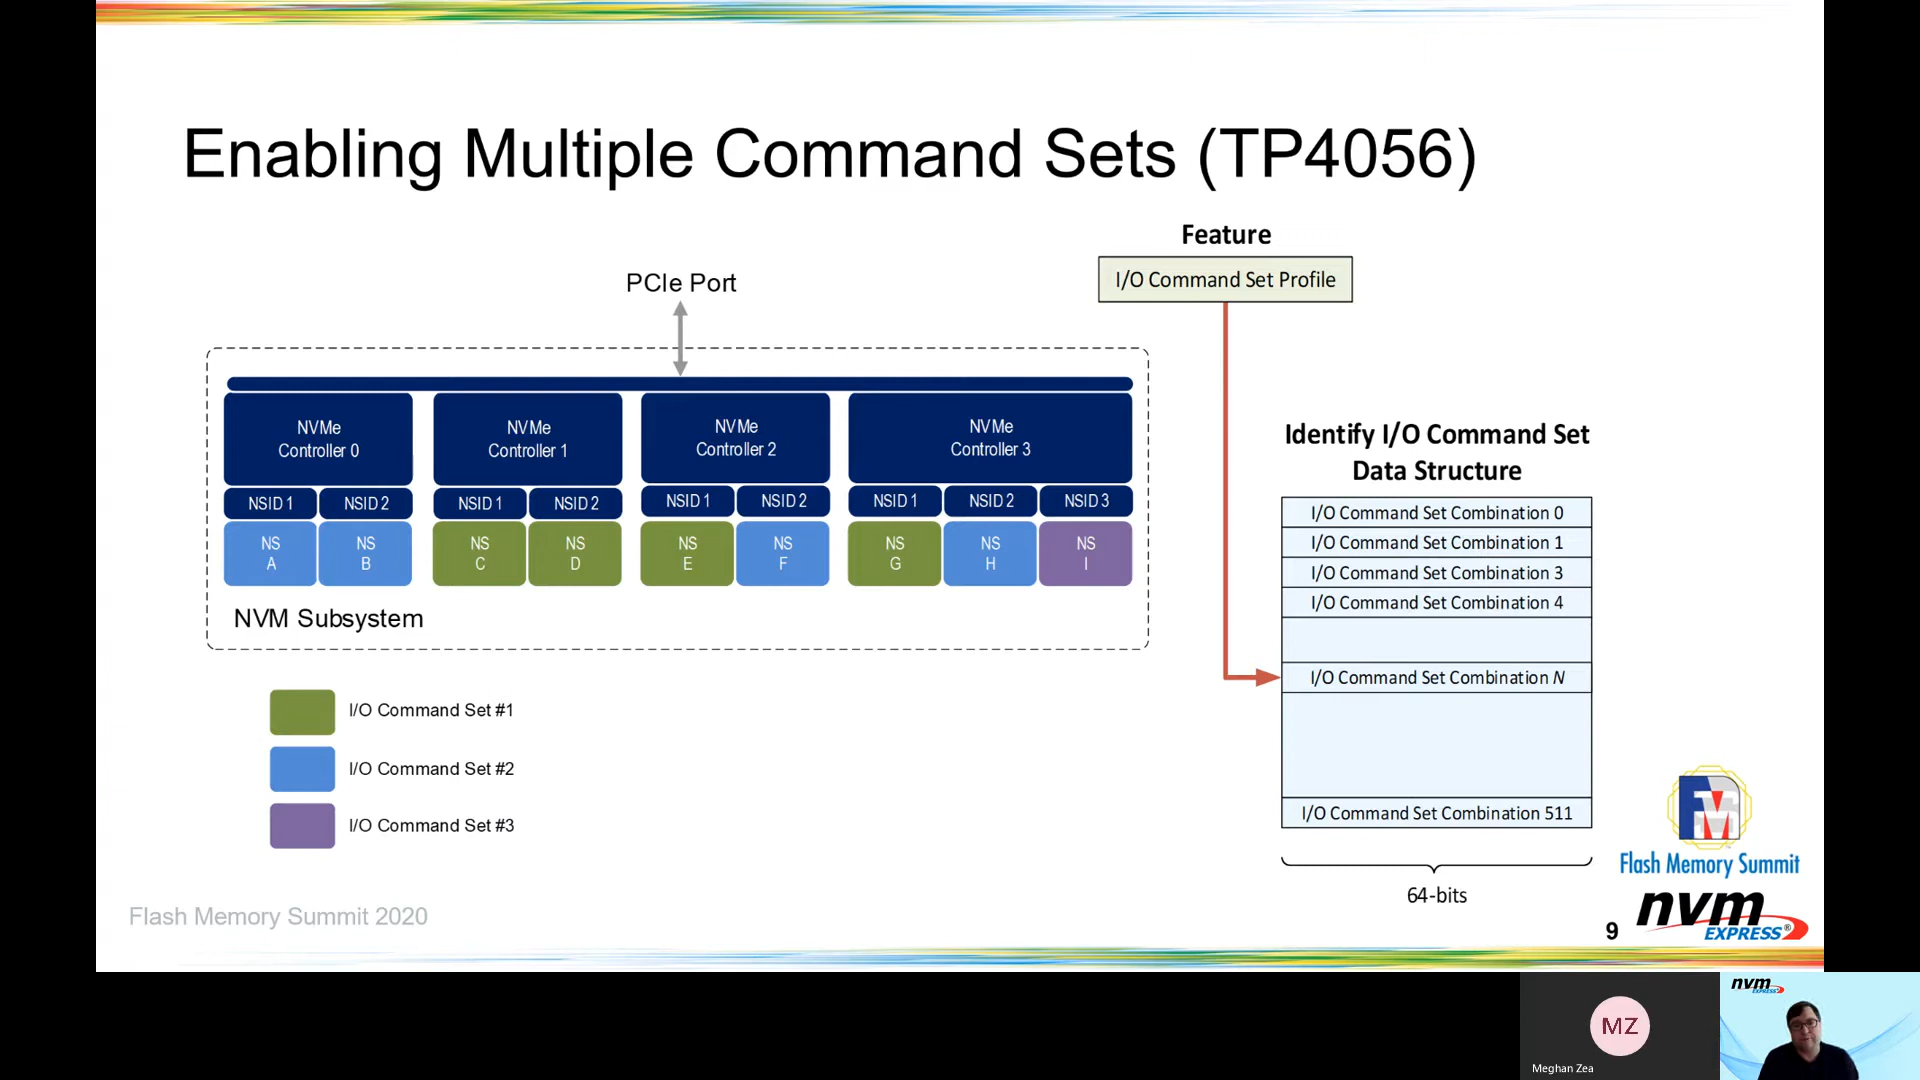 Enabling Multiple Command Sets (TP4056)
Feature
I/O Command Set Profile
PCIe Port
NVMe
Controller 0
NVMe
Controller 1
NVMe
Controller 2
NVMe
Controller 3
NSID 1
NSID 2
NSID 1
NSID 2
NSID 1
NSID 2
NSID 1
NSID 2
NSID 3
NS
A
NS
B
NS
C
NS
D
NS
E
NS
F
NS
G
NS
H
NS
I
NVM Subsystem
I/O Command Set #1
I/O Command Set #2
I/O Command Set #3
Identify I/O Command Set
Data Structure
I/O Command Set Combination 0
I/O Command Set Combination 1
I/O Command Set Combination 3
I/O Command Set Combination 4
I/O Command Set Combination N
I/O Command Set Combination 511
64-bits
FM
Flash Memory Summit
nvm
EXPRESS®
Flash Memory Summit 2020
9
MZ
Meghan Zea
nvm
EXPRESS